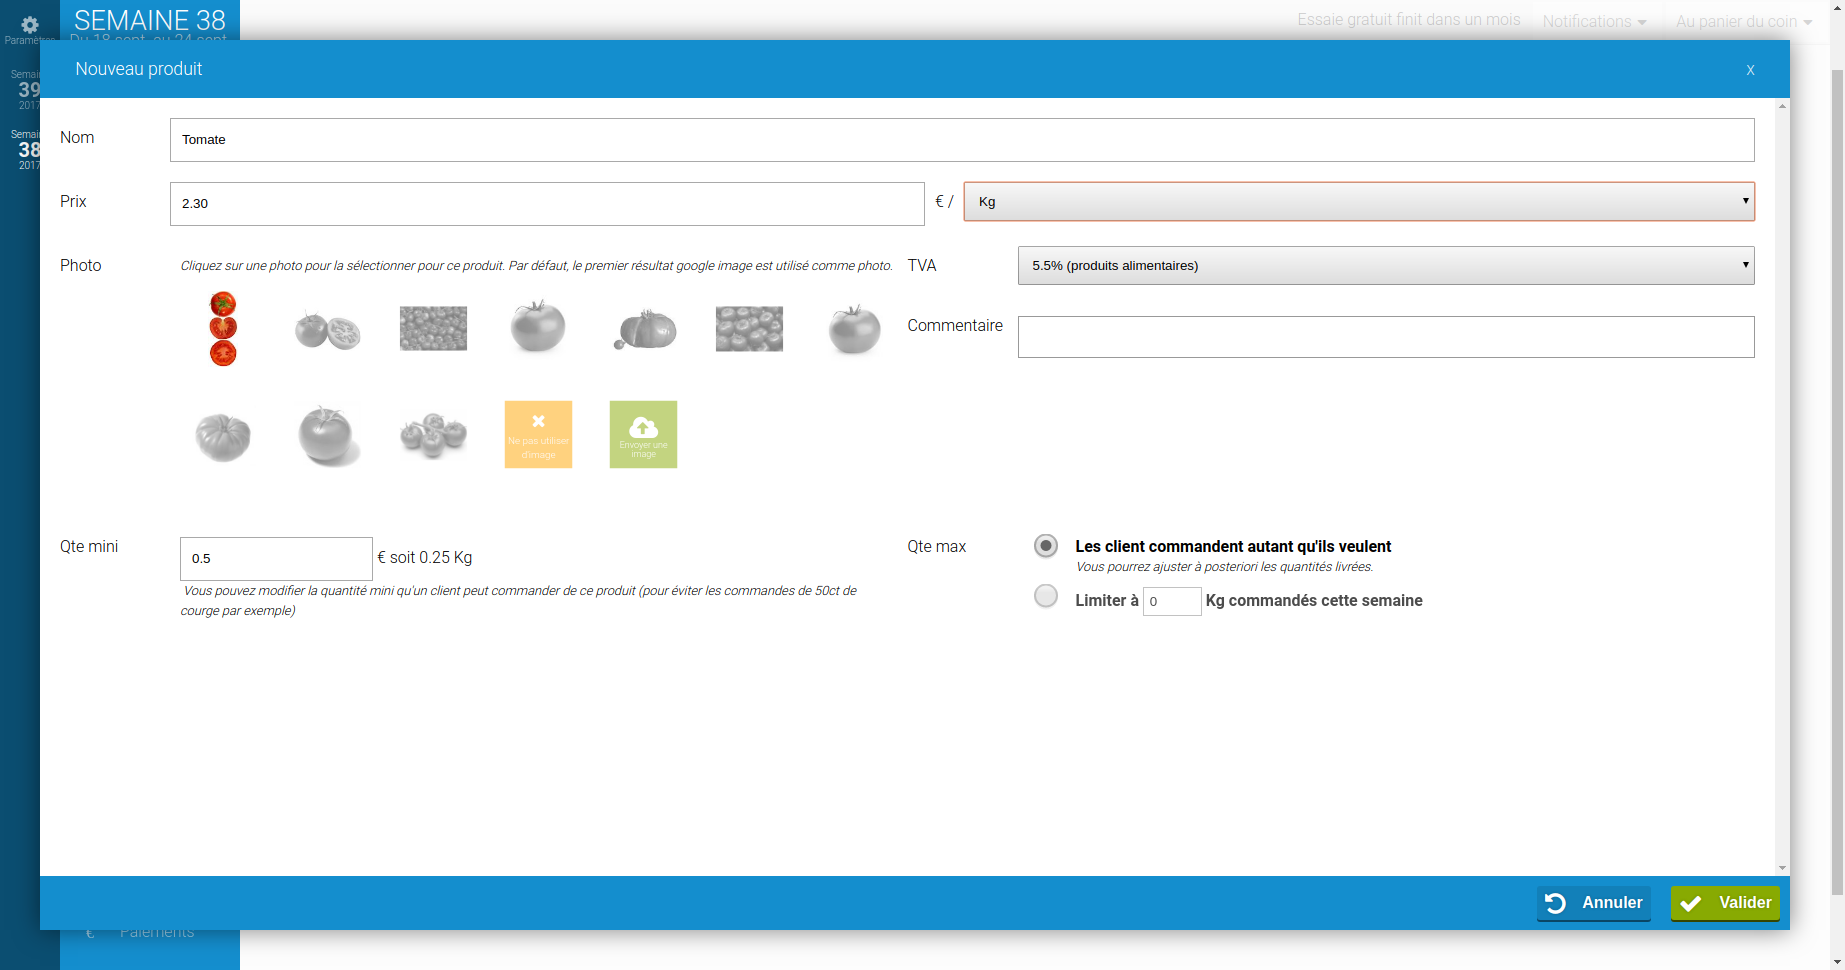 Paramètres
SEMAINE 38
Du 18 sept. au 24 sept.
Essaie gratuit finit dans un mois
Notifications
Au panier du coin
39
2017
38
2017
Nouveau produit
x
Nom
Tomate
Prix
2.30
€ /
Kg
Photo
Cliquez sur une photo pour la sélectionner pour ce produit. Par défaut, le premier résultat google image est utilisé comme photo.
TVA
5.5% (produits alimentaires)
Commentaire
Ne pas utiliser
d'image
Envoyer une
image
Qte mini
0.5
€ soit 0.25 Kg
Vous pouvez modifier la quantité mini qu'un client peut commander de ce produit (pour éviter les commandes de 50ct de
courge par exemple)
Qte max
Les client commandent autant qu'ils veulent
Vous pourrez ajuster à posteriori les quantités livrées.
Limiter à 0 Kg commandés cette semaine
Annuler
Valider
€ Paiements